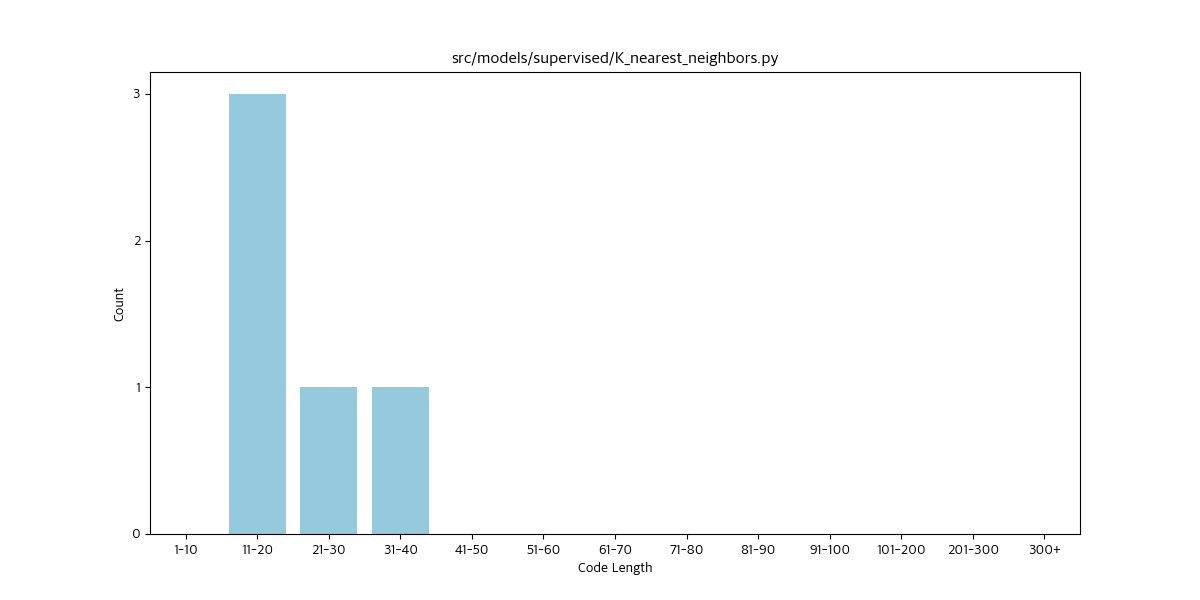 src/models/supervised/K_nearest_neighbors.py
3
2
1
0
Count
1-10 11-20 21-30 31-40 41-50 51-60 61-70 71-80 81-90 91-100 101-200 201-300 300+
Code Length